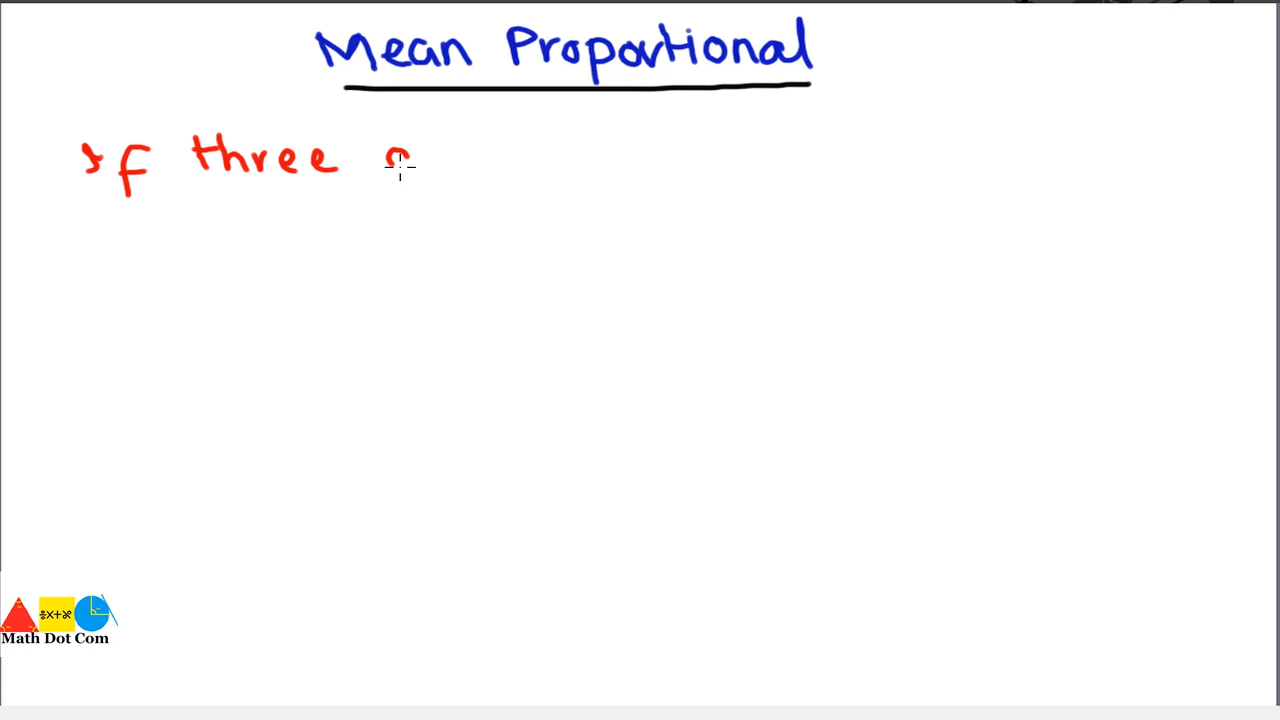 Mean Proportional
If three
÷x+√
Math Dot Com